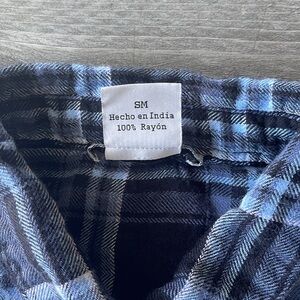 SM
Hecho en India
100% Rayón